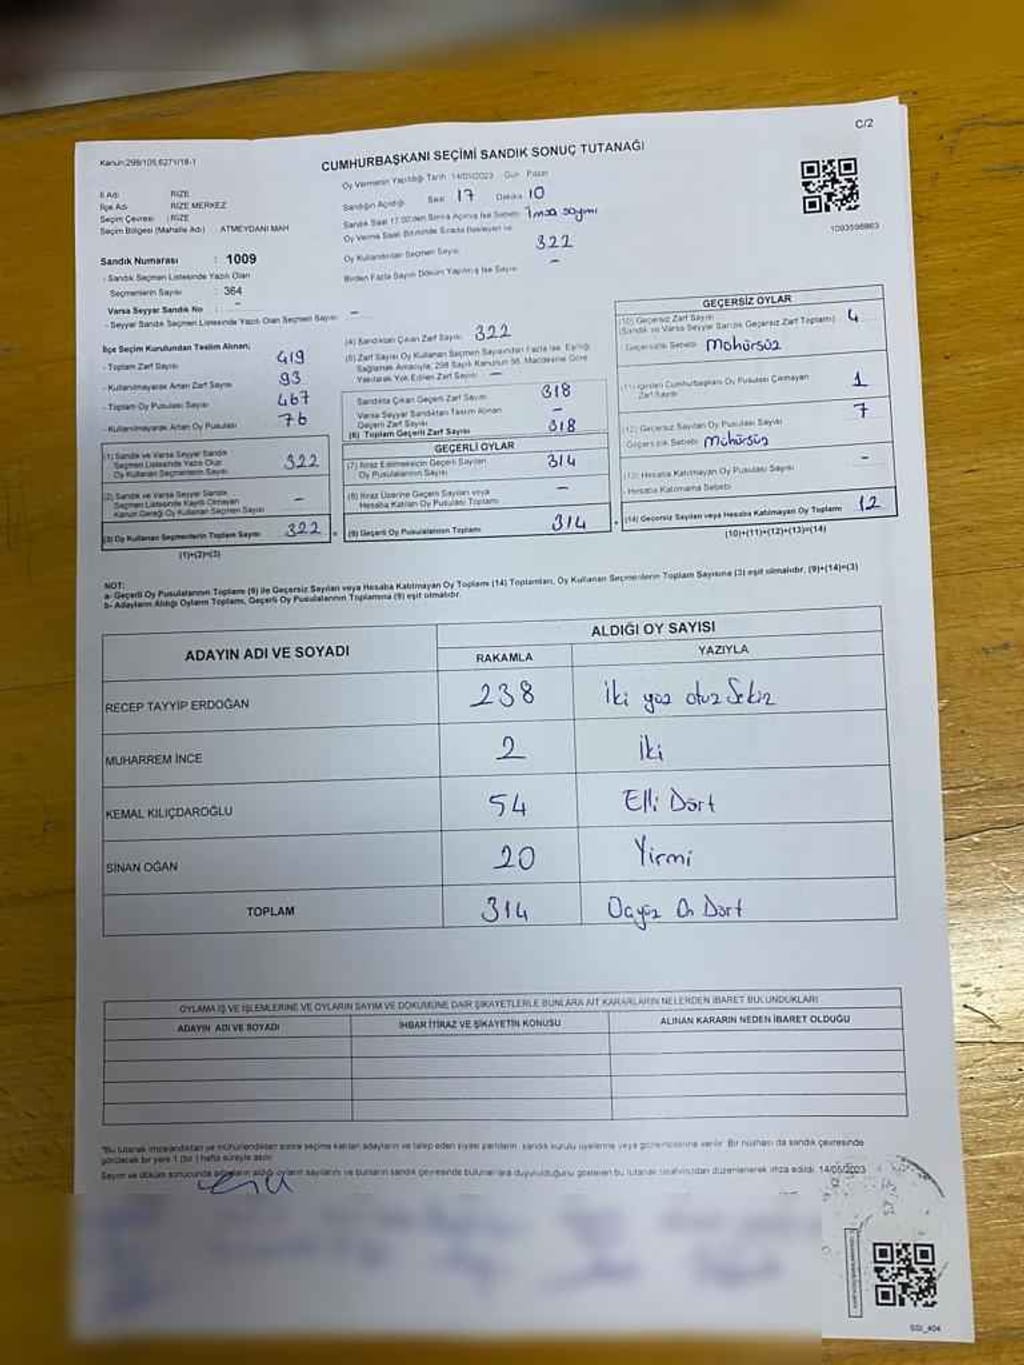 C/2
Kanun:298/105,6271/18-1
CUMHURBAŞKANI SEÇİMİ SANDIK SONUÇ TUTANAĞI
İl Adı : RİZE
İlçe Adı : RİZE MERKEZ
Seçim Çevresi : RİZE
Seçim Bölgesi (Mahalle Adı) : ATMEYDANI MAH
Oy Vermenin Yapıldığı Tarih 14/05/2023 Gün Pazar
Sandığın Açıldığı Saat 17 Dakika 10
Sandık Saat 17:00'den Sonra Açılmış İse Sebebi İmza sayımı
Oy Verme Saati Bitiminde Sırada Bekleyen
Oy Kullandırılan Seçmen Sayısı 322
Birden Fazla Sayım Döküm Yapılmış İse Sayısı -
1093598863
Sandık Numarası : 1009
- Sandık Seçmen Listesinde Yazılı Olan
Seçmenlerin Sayısı : 364
Varsa Seyyar Sandık No : -
- Seyyar Sandık Seçmen Listesinde Yazılı Olan Seçmen Sayısı -
İlçe Seçim Kurulundan Teslim Alınan;
- Toplam Zarf Sayısı 419
- Kullanılmayarak Artan Zarf Sayısı 93
- Toplam Oy Pusulası Sayısı 467
- Kullanılmayarak Artan Oy Pusulası 76
(1) Sandık ve Varsa Seyyar Sandık
Seçmen Listesinde Yazılı Olup
Oy Kullanan Seçmenlerin Sayısı 322
(2) Sandık ve Varsa Seyyar Sandık
Seçmen Listesinde Kayıtlı Olmayan
Kanun Gereği Oy Kullanan Seçmen Sayısı -
(3) Oy Kullanan Seçmenlerin Toplam Sayısı 322
(1)+(2)=(3)
(4) Sandıktan Çıkan Zarf Sayısı 322
(5) Zarf Sayısı Oy Kullanan Seçmen Sayısından Fazla İse, Eşitliği
Sağlamak Amacıyla, 298 Sayılı Kanunun 98. Maddesine Göre
Yakılarak Yok Edilen Zarf Sayısı -
Sandıkta Çıkan Geçerli Zarf Sayısı 318
Varsa Seyyar Sandıktan Teslim Alınan
Geçerli Zarf Sayısı -
(6) Toplam Geçerli Zarf Sayısı 318
GEÇERLİ OYLAR
(7) İtiraz Edilmeksizin Geçerli Sayılan
Oy Pusulalarının Sayısı 314
(8) İtiraz Üzerine Geçerli Sayılan veya
Hesaba Katılan Oy Pusulası Toplamı -
(9) Geçerli Oy Pusulalarının Toplamı 314
GEÇERSİZ OYLAR
(10) Geçersiz Zarf Sayısı
(Sandık ve Varsa Seyyar Sandık Geçersiz Zarf Toplamı) 4
Geçersizlik Sebebi Mühürsüz
(11) İçinden Cumhurbaşkanı Oy Pusulası Çıkmayan
Zarf Sayısı 1
(12) Geçersiz Sayılan Oy Pusulası Sayısı 7
Geçersizlik Sebebi Mühürsüz
(13) Hesaba Katılmayan Oy Pusulası Sayısı -
- Hesaba Katılmama Sebebi
(14) Geçersiz Sayılan veya Hesaba Katılmayan Oy Toplamı 12
(10)+(11)+(12)+(13)=(14)
NOT:
a- Geçerli Oy Pusulalarının Toplamı (9) ile Geçersiz Sayılan veya Hesaba Katılmayan Oy Toplamı (14) Toplamları, Oy Kullanan Seçmenlerin Toplam Sayısına (3) eşit olmalıdır. (9)+(14)=(3)
b- Adayların Aldığı Oyların Toplamı, Geçerli Oy Pusulalarının Toplamına (9) eşit olmalıdır.
ADAYIN ADI VE SOYADI ALDIĞI OY SAYISI
RAKAMLA YAZIYLA
RECEP TAYYİP ERDOĞAN 238 İki yüz otuz Sekiz
MUHARREM İNCE 2 İki
KEMAL KILIÇDAROĞLU 54 Elli Dört
SİNAN OĞAN 20 Yirmi
TOPLAM 314 Üçyüz On Dört
OYLAMA İŞ VE İŞLEMLERİNE VE OYLARIN SAYIM VE DÖKÜMÜNE DAİR ŞİKAYETLERLE BUNLARA AİT KARARLARIN NELERDEN İBARET BULUNDUKLARI
ADAYIN ADI VE SOYADI İHBAR İTİRAZ VE ŞİKAYETİN KONUSU ALINAN KARARIN NEDEN İBARET OLDUĞU
*Bu tutanak imzalandıktan ve mühürlendikten sonra seçime katılan adayların ve talep eden siyasi partilerin sandık kurulu üyelerine veya gözlemcilerine verilir. Bir nüshası da sandık çevresinde
görülecek bir yere 1 (bir) hafta süreyle asılır.
Sayım ve döküm sonucunda adayların aldığı oyların sayılarını ve bunların sandık çevresinde bulunanlara duyurulduğunu gösteren bu tutanak tarafımızdan düzenlenerek imza edildi. 14/05/2023
SSI_404